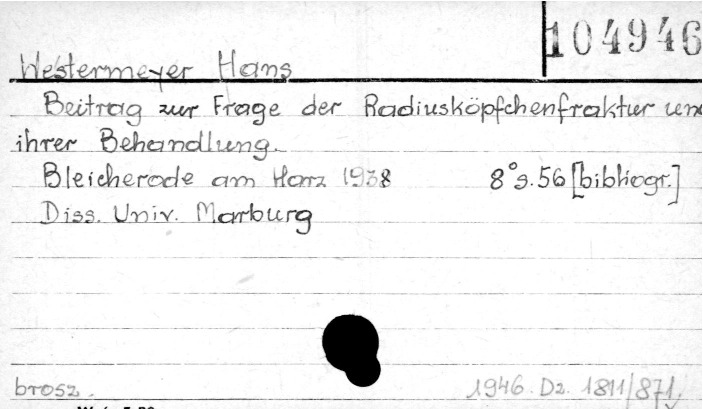 104946
Westermeyer Hans
Beitrag zur Frage der Radiusköpfchenfraktur und
ihrer Behandlung.
Bleicherode am Harz 1938 8° s. 56 [bibliogr.]
Diss. Univ. Marburg
brosz. 1946. Dz. 1811/871